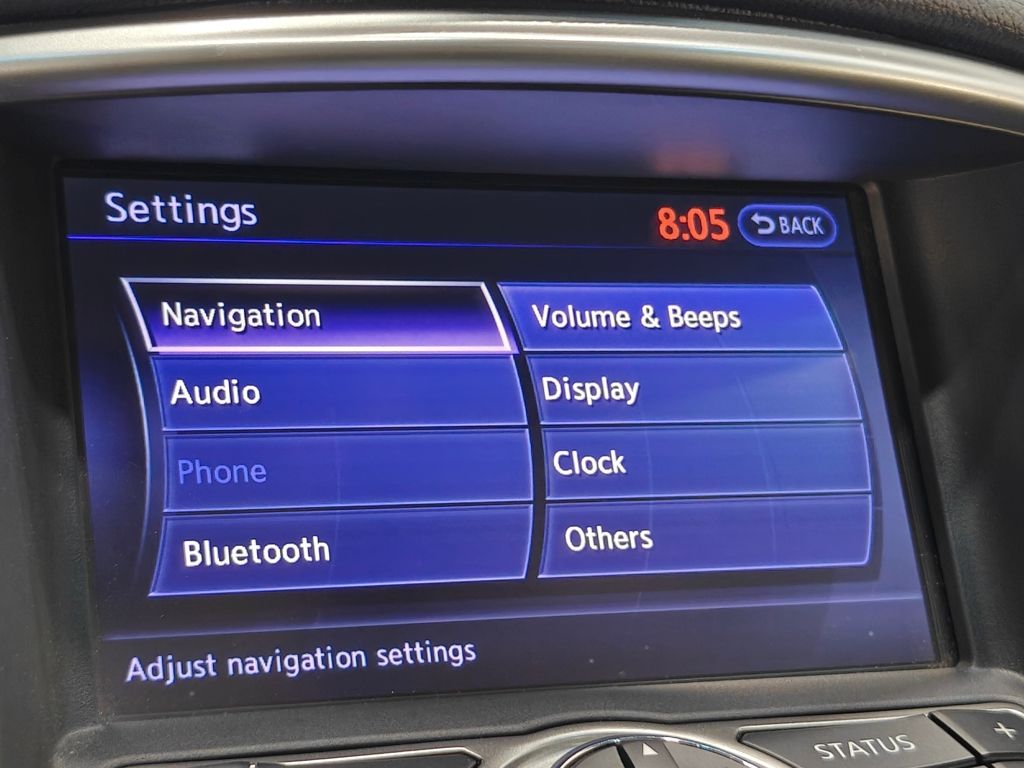 Settings
8:05
BACK
Navigation
Volume & Beeps
Audio
Display
Phone
Clock
Bluetooth
Others
Adjust navigation settings
STATUS
+